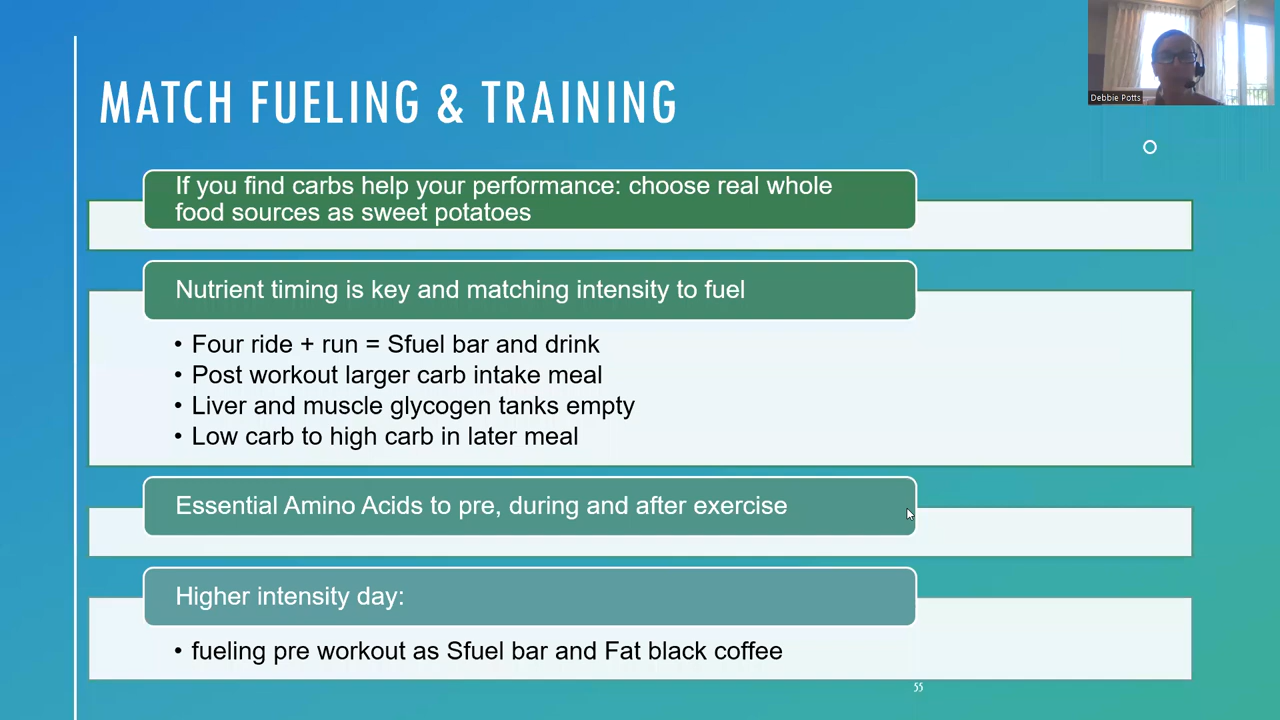 Debbie Potts
MATCH FUELING & TRAINING
If you find carbs help your performance: choose real whole
food sources as sweet potatoes
Nutrient timing is key and matching intensity to fuel
• Four ride + run = Sfuel bar and drink
• Post workout larger carb intake meal
• Liver and muscle glycogen tanks empty
• Low carb to high carb in later meal
Essential Amino Acids to pre, during and after exercise
Higher intensity day:
• fueling pre workout as Sfuel bar and Fat black coffee
55